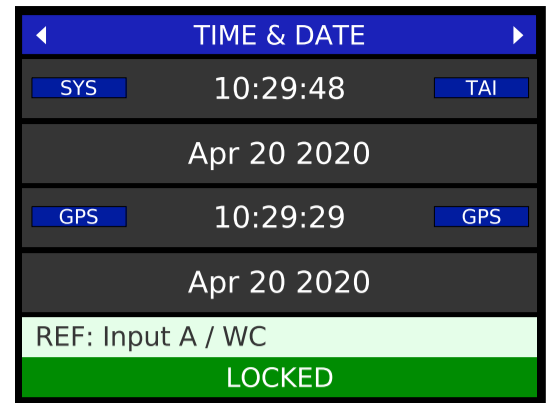 TIME & DATE
SYS 10:29:48 TAI
Apr 20 2020
GPS 10:29:29 GPS
Apr 20 2020
REF: Input A / WC
LOCKED